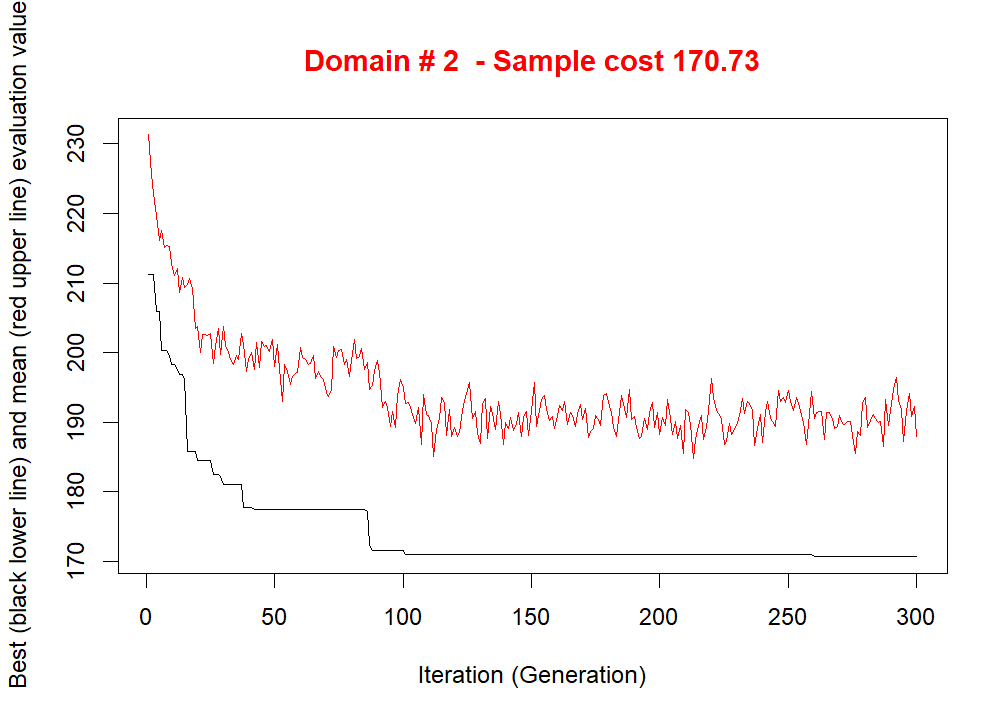 Domain # 2  - Sample cost 170.73
Best (black lower line) and mean (red upper line) evaluation value
230
220
210
200
190
180
170
0 50 100 150 200 250 300
Iteration (Generation)